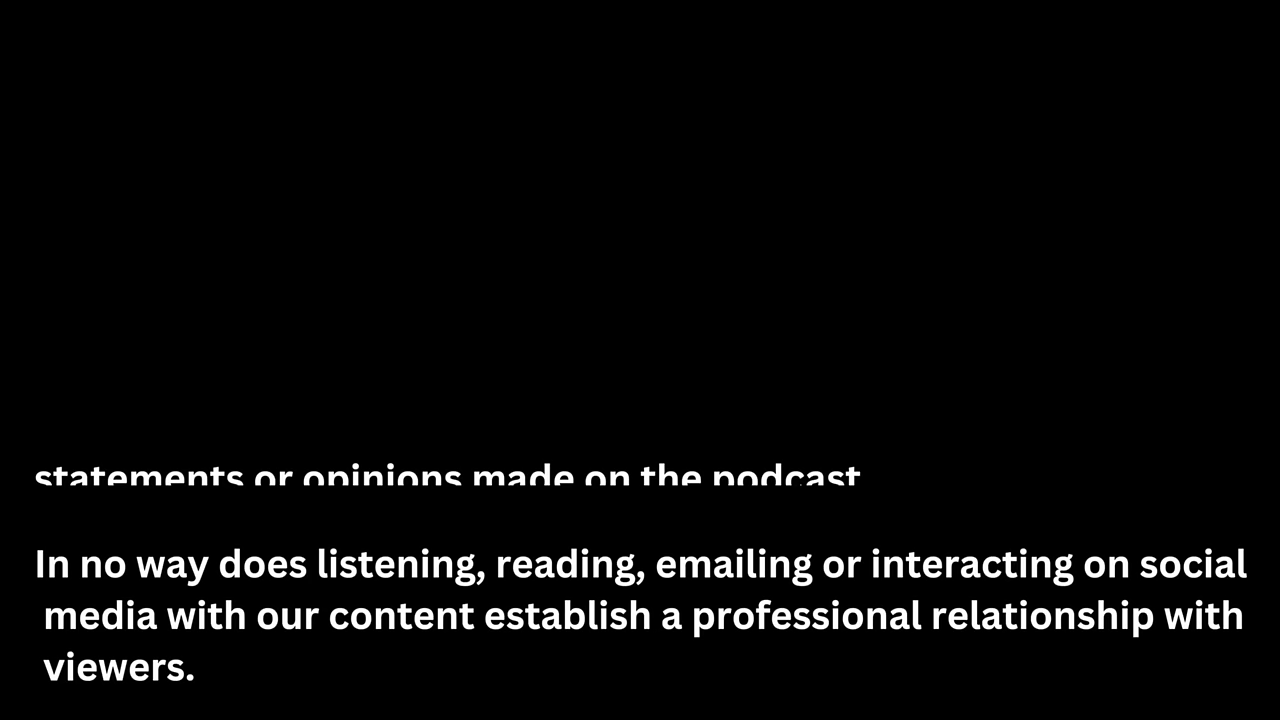 statements or opinions made on the podcast
In no way does listening, reading, emailing or interacting on social
media with our content establish a professional relationship with
viewers.